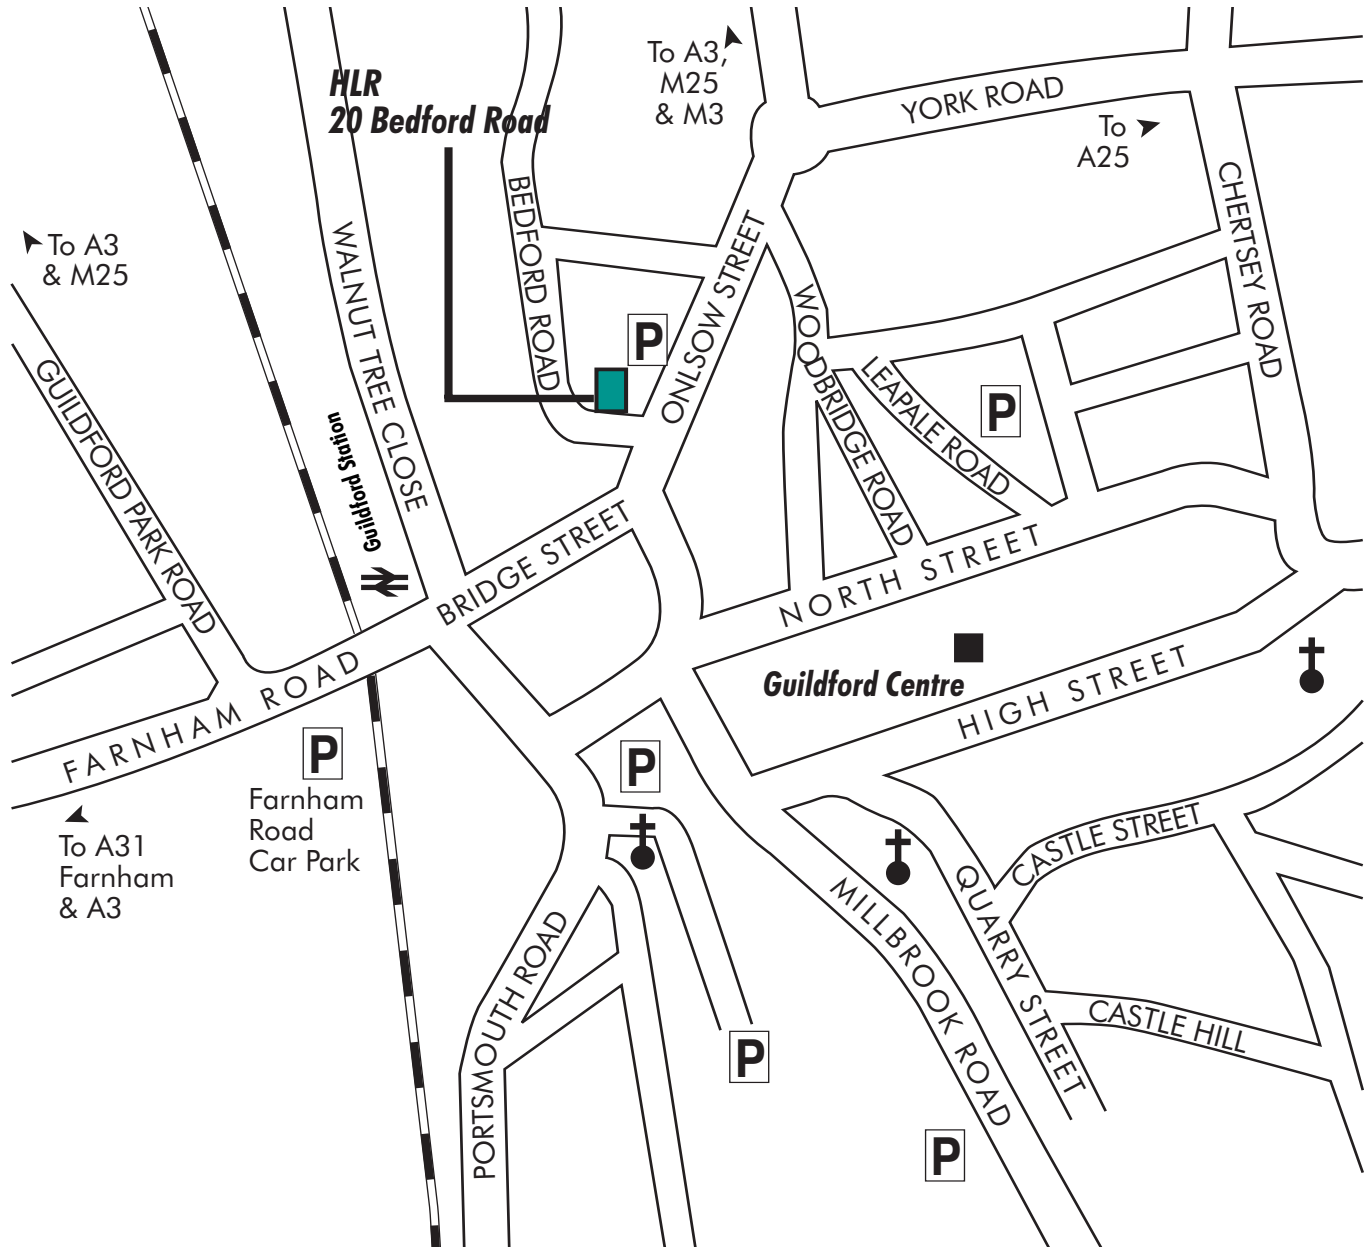 HLR
20 Bedford Road
To A3,
M25
& M3
YORK ROAD
To
A25
BEDFORD ROAD
CHERTSEY ROAD
WALNUT TREE CLOSE
ONLSOW STREET
To A3
& M25
WOODBRIDGE ROAD
P
LEAPALE ROAD
P
GUILDFORD PARK ROAD
Guildford Station
BRIDGE STREET
NORTH STREET
FARNHAM ROAD
Guildford Centre
HIGH STREET
P
Farnham
Road
Car Park
P
To A31
Farnham
& A3
CASTLE STREET
MILLBROOK ROAD
QUARRY STREET
PORTSMOUTH ROAD
CASTLE HILL
P
P